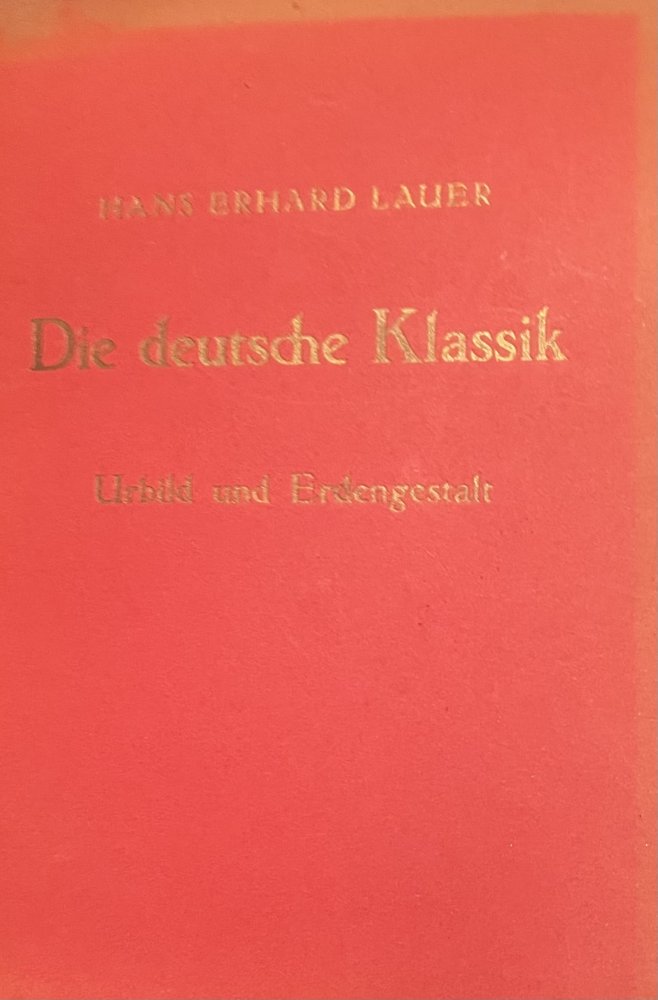 HANS ERHARD LAUER
Die deutsche Klassik
Urbild und Erdengestalt